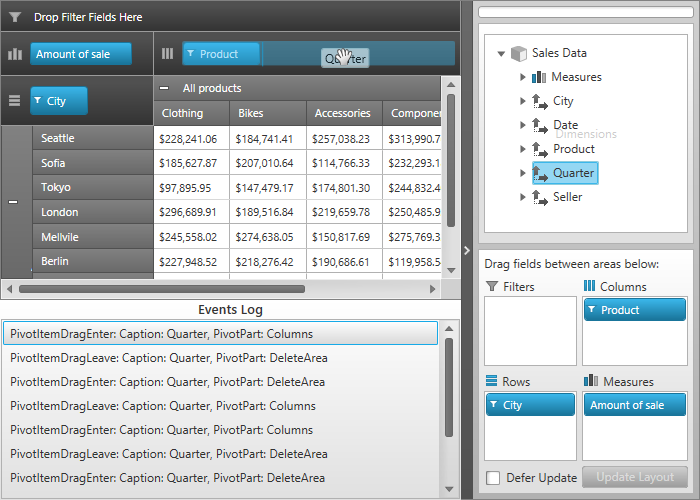 Drop Filter Fields Here
Amount of sale
Product
Quarter
City
All products
Clothing Bikes Accessories Componen
Seattle $228,241.06 $184,741.41 $257,038.23 $313,990.7
Sofia $185,627.87 $207,010.64 $114,766.33 $232,293.1
Tokyo $97,895.95 $147,479.17 $174,801.30 $244,832.4
London $296,689.91 $189,516.84 $219,659.78 $250,485.9
Mellvile $245,558.02 $274,638.05 $150,817.69 $275,769.3
Berlin $227,948.52 $218,276.42 $190,686.61 $119,958.5
Events Log
PivotItemDragEnter: Caption: Quarter, PivotPart: Columns
PivotItemDragLeave: Caption: Quarter, PivotPart: DeleteArea
PivotItemDragEnter: Caption: Quarter, PivotPart: DeleteArea
PivotItemDragLeave: Caption: Quarter, PivotPart: Columns
PivotItemDragEnter: Caption: Quarter, PivotPart: Columns
PivotItemDragLeave: Caption: Quarter, PivotPart: DeleteArea
PivotItemDragEnter: Caption: Quarter, PivotPart: DeleteArea
Sales Data
Measures
City
Date
Dimensions
Product
Quarter
Seller
Drag fields between areas below:
Filters
Columns
Product
Rows
Measures
City
Amount of sale
Defer Update
Update Layout